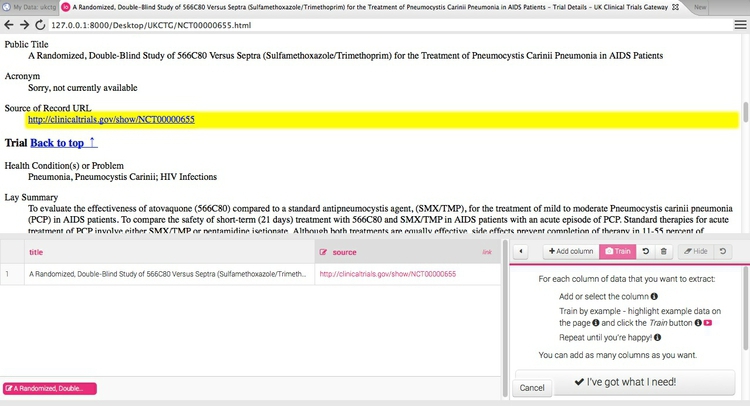 My Data: ukctg
A Randomized, Double-Blind Study of 566C80 Versus Septra (Sulfamethoxazole/Trimethoprim) for the Treatment of Pneumocystis Carinii Pneumonia in AIDS Patients - Trial Details - UK Clinical Trials Gateway
New
127.0.0.1:8000/Desktop/UKCTG/NCT00000655.html
Public Title
A Randomized, Double-Blind Study of 566C80 Versus Septra (Sulfamethoxazole/Trimethoprim) for the Treatment of Pneumocystis Carinii Pneumonia in AIDS Patients
Acronym
Sorry, not currently available
Source of Record URL
http://clinicaltrials.gov/show/NCT00000655
Trial Back to top ↑
Health Condition(s) or Problem
Pneumonia, Pneumocystis Carinii; HIV Infections
Lay Summary
To evaluate the effectiveness of atovaquone (566C80) compared to a standard antipneumocystis agent, (SMX/TMP), for the treatment of mild to moderate Pneumocystis carinii pneumonia
(PCP) in AIDS patients. To compare the safety of short-term (21 days) treatment with 566C80 and SMX/TMP in AIDS patients with an acute episode of PCP. Standard therapies for acute
treatment of PCP involve either SMX/TMP or pentamidine isetionate. Although both treatments are equally effective, side effects prevent completion of therapy in 11-55 percent of
title
source
link
1
A Randomized, Double-Blind Study of 566C80 Versus Septra (Sulfamethoxazole/Trimeth...
http://clinicaltrials.gov/show/NCT00000655
Add column
Train
Hide
For each column of data that you want to extract:
Add or select the column
Train by example - highlight example data on
the page and click the Train button
Repeat until you're happy!
You can add as many columns as you want.
Cancel
I've got what I need!
A Randomized, Double...